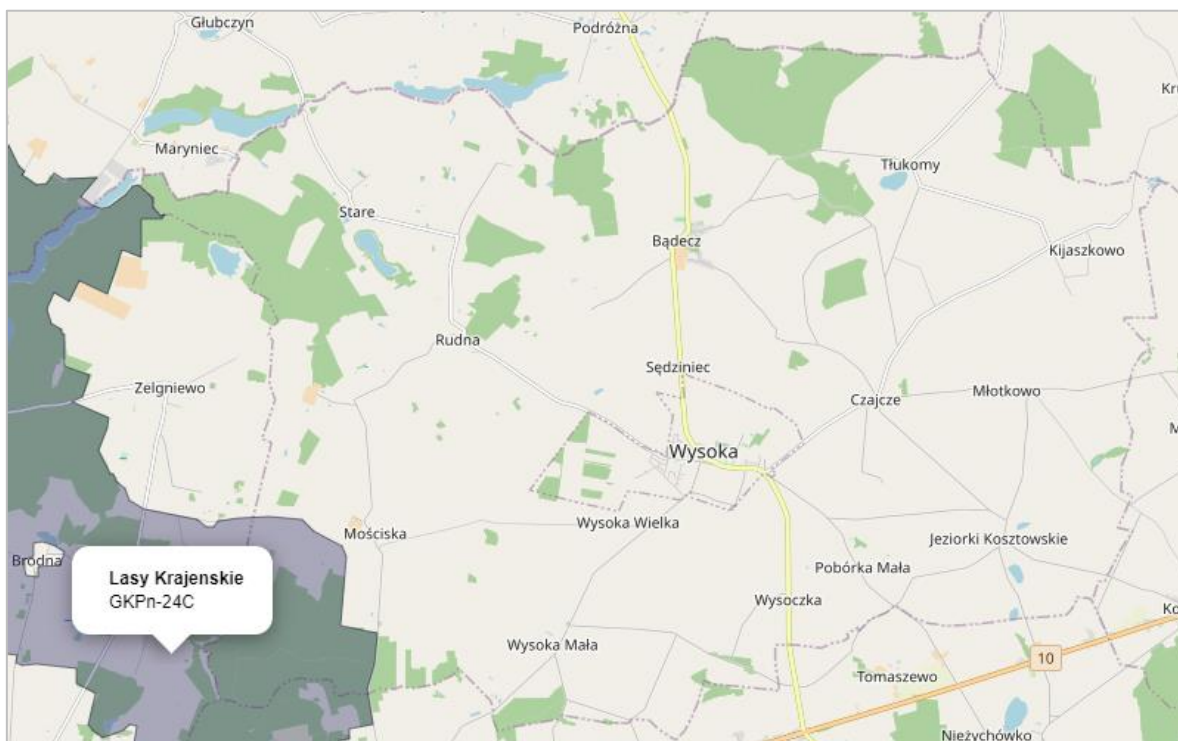 Głubczyn
Podróżna
Maryniec
Tłukomy
Stare
Bądecz
Kijaszkowo
Rudna
Sędziniec
Zelgniewo
Młotkowo
Czajcze
Wysoka
Mościska
Wysoka Wielka
Jeziorki Kosztowskie
Brodna
Pobórka Mała
Lasy Krajenskie
GKPn-24C
Wysoczka
Wysoka Mała
10
Tomaszewo
Nieżychówko